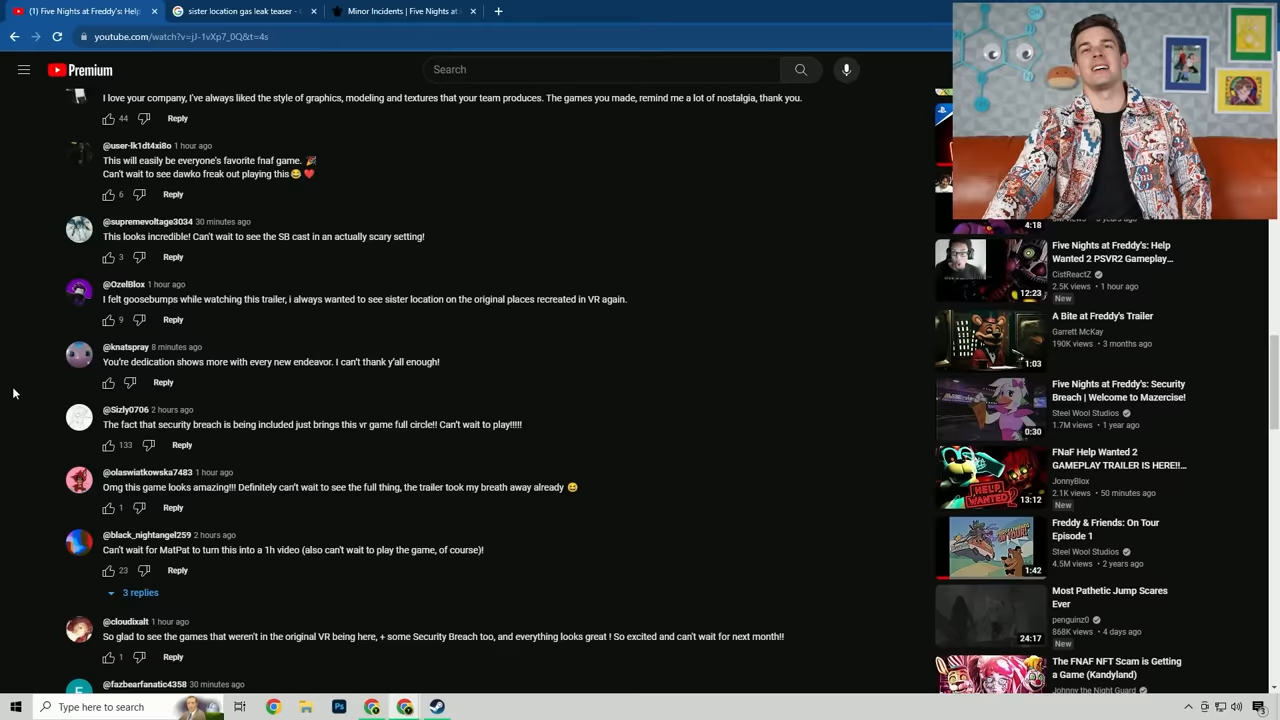 (1) Five Nights at Freddy's: Help
sister location gas leak teaser -
Minor Incidents | Five Nights at
youtube.com/watch?v=jJ-1vXp7_0Q&t=4s
Premium
Search
I love your company, I've always liked the style of graphics, modeling and textures that your team produces. The games you made, remind me a lot of nostalgia, thank you.
44 Reply
@user-lk1dt4xi8o 1 hour ago
This will easily be everyone's favorite fnaf game. 🎉
Can't wait to see dawko freak out playing this😂❤️
6 Reply
@supremevoltage3034 30 minutes ago
This looks incredible! Can't wait to see the SB cast in an actually scary setting!
3 Reply
@OzelBlox 1 hour ago
I felt goosebumps while watching this trailer, i always wanted to see sister location on the original places recreated in VR again.
9 Reply
@knatspray 8 minutes ago
You're dedication shows more with every new endeavor. I can't thank y'all enough!
Reply
@Sizly0706 2 hours ago
The fact that security breach is being included just brings this vr game full circle!! Can't wait to play!!!!!
133 Reply
@olaswiatkowska7483 1 hour ago
Omg this game looks amazing!!! Definitely can't wait to see the full thing, the trailer took my breath away already 😆
1 Reply
@black_nightangel259 2 hours ago
Can't wait for MatPat to turn this into a 1h video (also can't wait to play the game, of course)!
23 Reply
3 replies
@cloudixalt 1 hour ago
So glad to see the games that weren't in the original VR being here, + some Security Breach too, and everything looks great ! So excited and can't wait for next month!!
1 Reply
@fazbearfanatic4358 30 minutes ago
4:18
Five Nights at Freddy's: Help
Wanted 2 PSVR2 Gameplay...
CistReactZ
2.5K views • 1 hour ago
New
12:23
A Bite at Freddy's Trailer
Garrett McKay
190K views • 3 months ago
1:03
Five Nights at Freddy's: Security
Breach | Welcome to Mazercise!
Steel Wool Studios
1.7M views • 1 year ago
0:30
FNaF Help Wanted 2
GAMEPLAY TRAILER IS HERE!!...
JonnyBlox
2.1K views • 50 minutes ago
New
HELP
WANTED 2
13:12
Freddy & Friends: On Tour
Episode 1
Steel Wool Studios
4.5M views • 2 years ago
1:42
Most Pathetic Jump Scares
Ever
penguinz0
868K views • 4 days ago
New
24:17
The FNAF NFT Scam is Getting
a Game (Kandyland)
Johnny the Night Guard
Type here to search
3